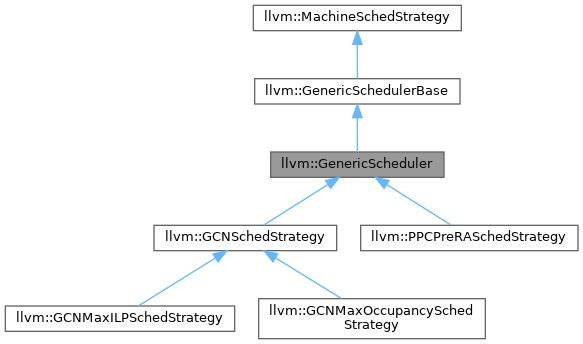 llvm::MachineSchedStrategy
llvm::GenericSchedulerBase
llvm::GenericScheduler
llvm::GCNSchedStrategy
llvm::PPCPreRASchedStrategy
llvm::GCNMaxILPSchedStrategy
llvm::GCNMaxOccupancySched
Strategy